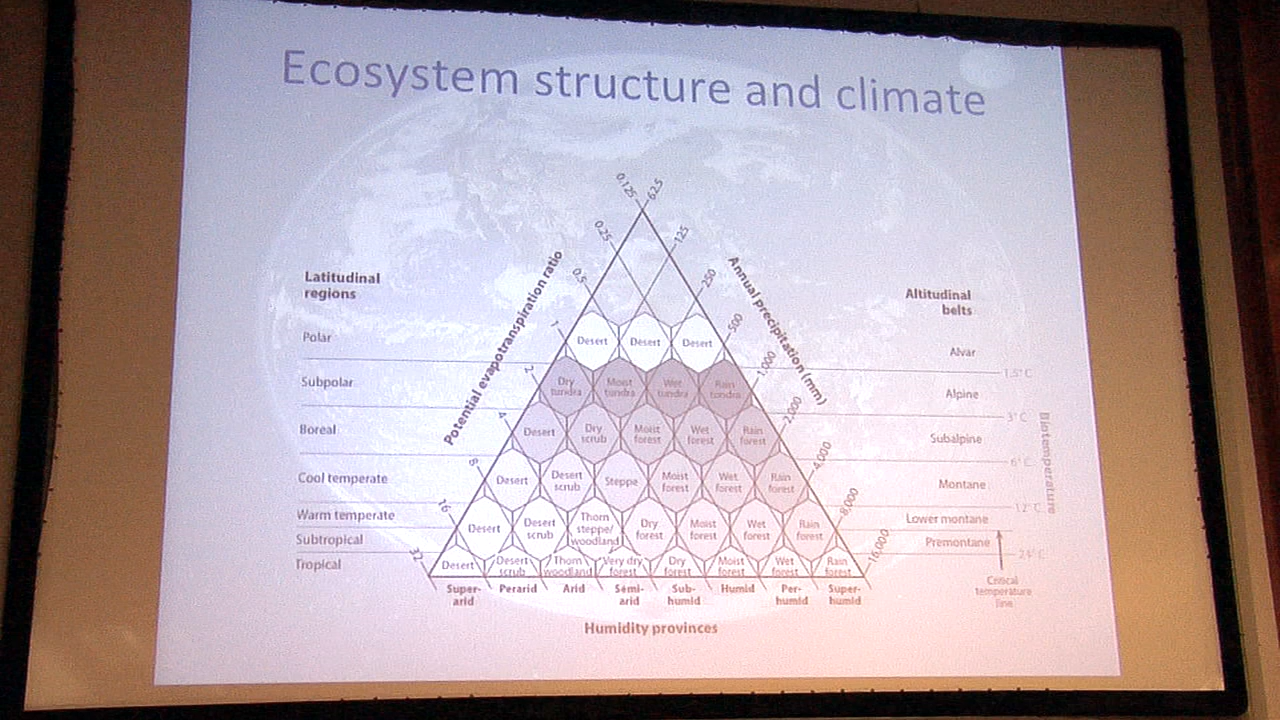 Ecosystem structure and climate
0.125
62.5
0.25
125
0.5
250
1
500
2
1,000
4
2,000
8
4,000
16
8,000
32
16,000
Potential evapotranspiration ratio
Annual precipitation (mm)
Latitudinal
regions
Altitudinal
belts
Polar
Desert
Desert
Desert
Alvar
1.5° C
Subpolar
Dry
tundra
Moist
tundra
Wet
tundra
Rain
tundra
Alpine
3° C
Boreal
Desert
Dry
scrub
Moist
forest
Wet
forest
Rain
forest
Subalpine
6° C
Cool temperate
Desert
Desert
scrub
Steppe
Moist
forest
Wet
forest
Rain
forest
Montane
12° C
Warm temperate
Subtropical
Desert
Desert
scrub
Thorn
steppe/
woodland
Dry
forest
Moist
forest
Wet
forest
Rain
forest
Lower montane
Premontane
24° C
Tropical
Desert
Desert
scrub
Thorn
woodland
Very dry
forest
Dry
forest
Moist
forest
Wet
forest
Rain
forest
Biotemperature
Critical
temperature
line
Super-
arid
Perarid
Arid
Semi-
arid
Sub-
humid
Humid
Per-
humid
Super-
humid
Humidity provinces